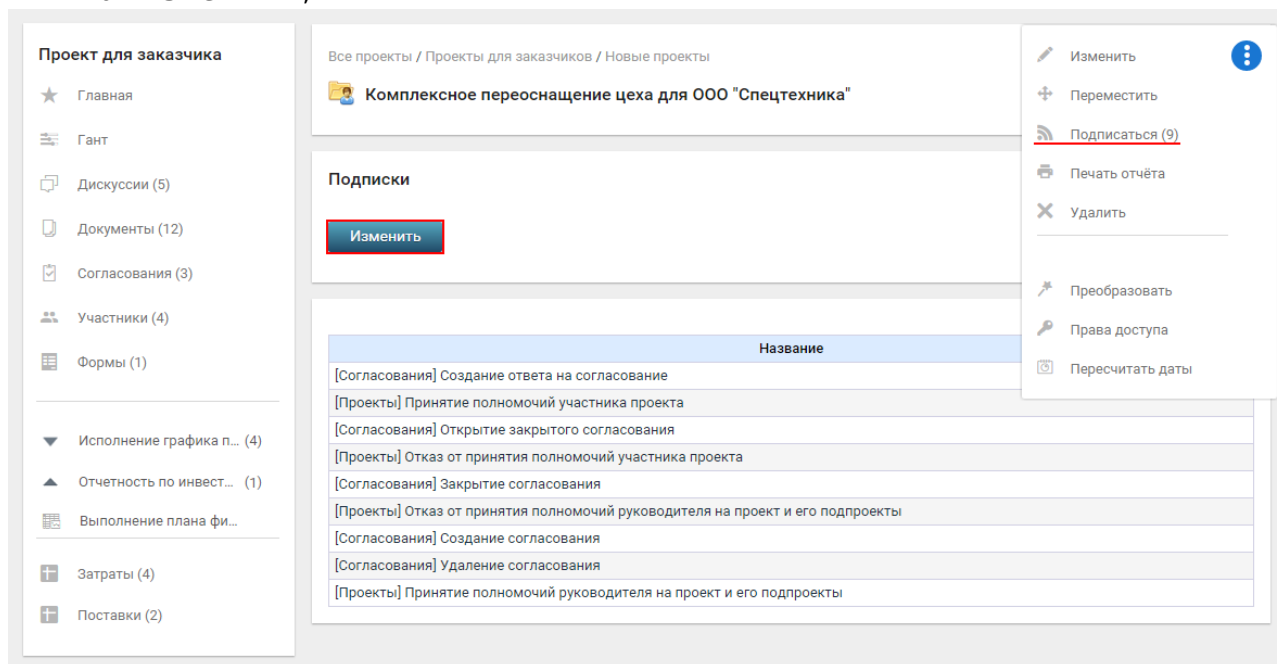 Проект для заказчика
Главная
Гант
Дискуссии (5)
Документы (12)
Согласования (3)
Участники (4)
Формы (1)
Исполнение графика п... (4)
Отчетность по инвест... (1)
Выполнение плана фи...
Затраты (4)
Поставки (2)
Все проекты / Проекты для заказчиков / Новые проекты
Комплексное переоснащение цеха для ООО "Спецтехника"
Подписки
Изменить
Название
[Согласования] Создание ответа на согласование
[Проекты] Принятие полномочий участника проекта
[Согласования] Открытие закрытого согласования
[Проекты] Отказ от принятия полномочий участника проекта
[Согласования] Закрытие согласования
[Проекты] Отказ от принятия полномочий руководителя на проект и его подпроекты
[Согласования] Создание согласования
[Согласования] Удаление согласования
[Проекты] Принятие полномочий руководителя на проект и его подпроекты
Изменить
Переместить
Подписаться (9)
Печать отчёта
Удалить
Преобразовать
Права доступа
Пересчитать даты